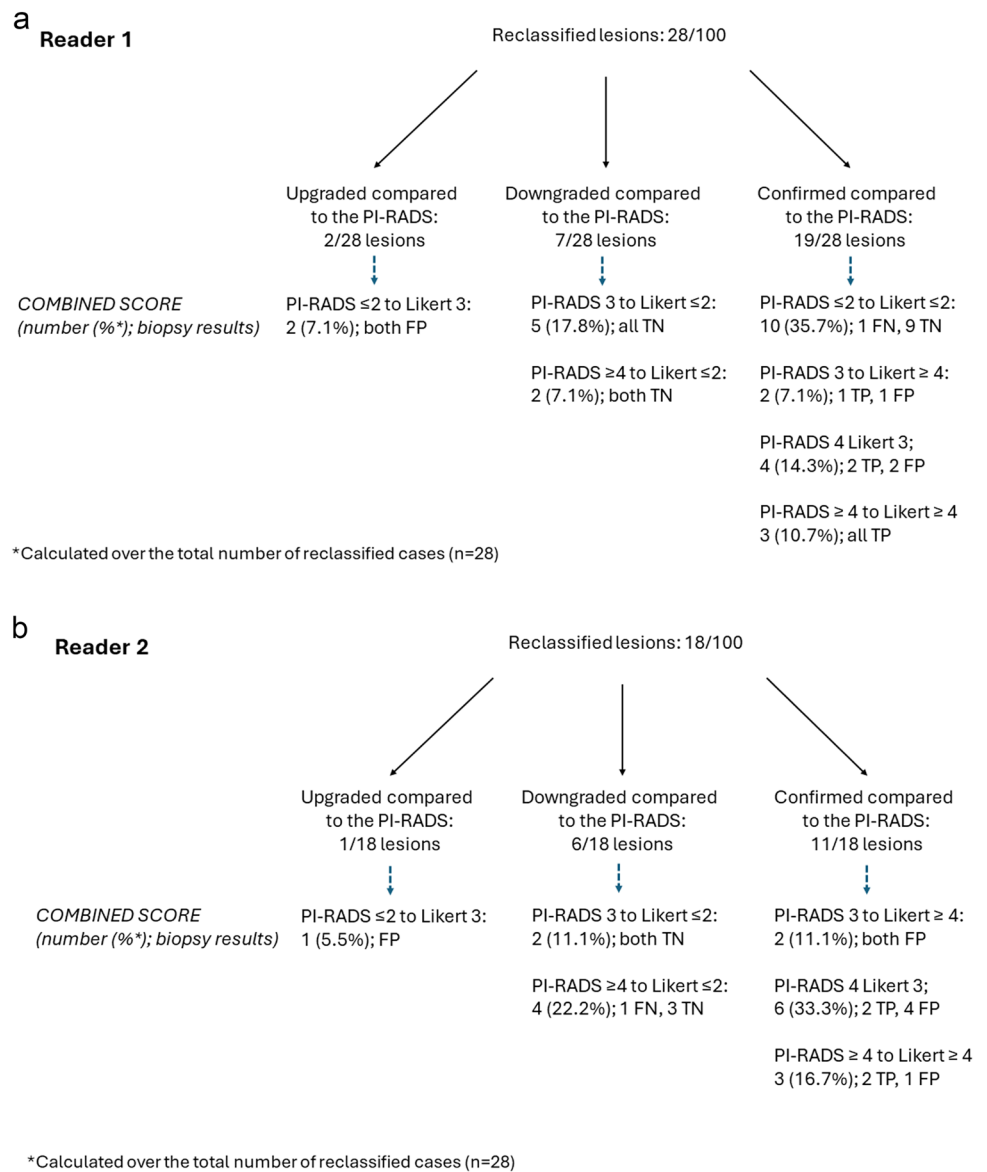 a
Reader 1
Reclassified lesions: 28/100
Upgraded compared
to the PI-RADS:
2/28 lesions
Downgraded compared
to the PI-RADS:
7/28 lesions
Confirmed compared
to the PI-RADS:
19/28 lesions
COMBINED SCORE
(number (%*); biopsy results)
PI-RADS ≤2 to Likert 3:
2 (7.1%); both FP
PI-RADS 3 to Likert ≤2:
5 (17.8%); all TN
PI-RADS ≥4 to Likert ≤2:
2 (7.1%); both TN
PI-RADS ≤2 to Likert ≤2:
10 (35.7%); 1 FN, 9 TN
PI-RADS 3 to Likert ≥ 4:
2 (7.1%); 1 TP, 1 FP
PI-RADS 4 Likert 3;
4 (14.3%); 2 TP, 2 FP
PI-RADS ≥ 4 to Likert ≥ 4
3 (10.7%); all TP
*Calculated over the total number of reclassified cases (n=28)
b
Reader 2
Reclassified lesions: 18/100
Upgraded compared
to the PI-RADS:
1/18 lesions
Downgraded compared
to the PI-RADS:
6/18 lesions
Confirmed compared
to the PI-RADS:
11/18 lesions
COMBINED SCORE
(number (%*); biopsy results)
PI-RADS ≤2 to Likert 3:
1 (5.5%); FP
PI-RADS 3 to Likert ≤2:
2 (11.1%); both TN
PI-RADS ≥4 to Likert ≤2:
4 (22.2%); 1 FN, 3 TN
PI-RADS 3 to Likert ≥ 4:
2 (11.1%); both FP
PI-RADS 4 Likert 3;
6 (33.3%); 2 TP, 4 FP
PI-RADS ≥ 4 to Likert ≥ 4
3 (16.7%); 2 TP, 1 FP
*Calculated over the total number of reclassified cases (n=28)